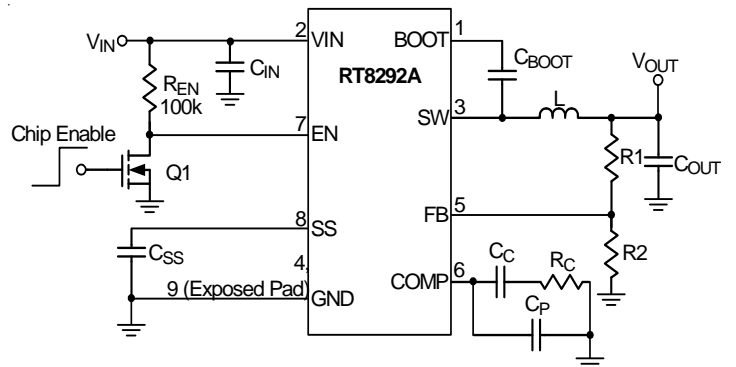 VIN
2
VIN
BOOT
1
CIN
CBOOT
VOUT
REN
100k
RT8292A
Chip Enable
7
EN
SW
3
L
Q1
R1
COUT
8
SS
FB
5
CSS
R2
4,
COMP
6
CC
RC
9 (Exposed Pad)
GND
CP